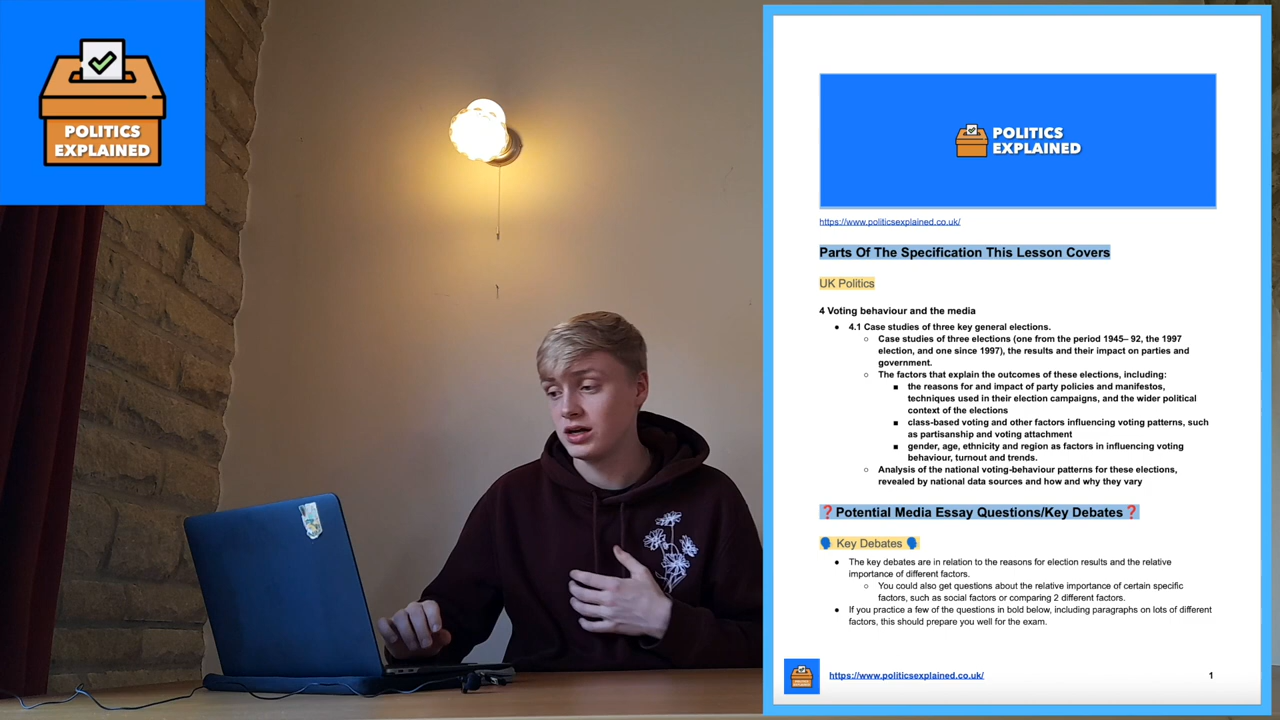 POLITICS
EXPLAINED
POLITICS
EXPLAINED
https://www.politicsexplained.co.uk/
Parts Of The Specification This Lesson Covers
UK Politics
4 Voting behaviour and the media
● 4.1 Case studies of three key general elections.
○ Case studies of three elections (one from the period 1945– 92, the 1997
election, and one since 1997), the results and their impact on parties and
government.
○ The factors that explain the outcomes of these elections, including:
■ the reasons for and impact of party policies and manifestos,
techniques used in their election campaigns, and the wider political
context of the elections
■ class-based voting and other factors influencing voting patterns, such
as partisanship and voting attachment
■ gender, age, ethnicity and region as factors in influencing voting
behaviour, turnout and trends.
○ Analysis of the national voting-behaviour patterns for these elections,
revealed by national data sources and how and why they vary
❓Potential Media Essay Questions/Key Debates❓
🗣 Key Debates 🗣
● The key debates are in relation to the reasons for election results and the relative
importance of different factors.
○ You could also get questions about the relative importance of certain specific
factors, such as social factors or comparing 2 different factors.
● If you practice a few of the questions in bold below, including paragraphs on lots of different
factors, this should prepare you well for the exam.
https://www.politicsexplained.co.uk/
1